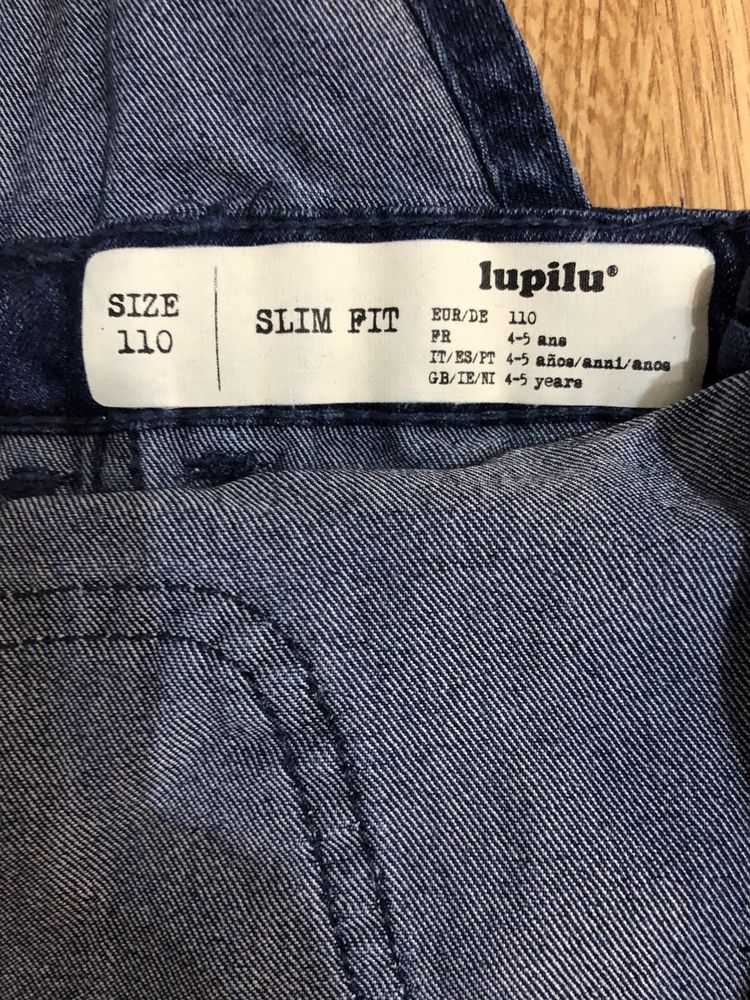 SIZE
110
SLIM FIT
lupilu®
EUR/DE 110
FR 4-5 ans
IT/ES/PT 4-5 años/anni/anos
GB/IE/NI 4-5 years